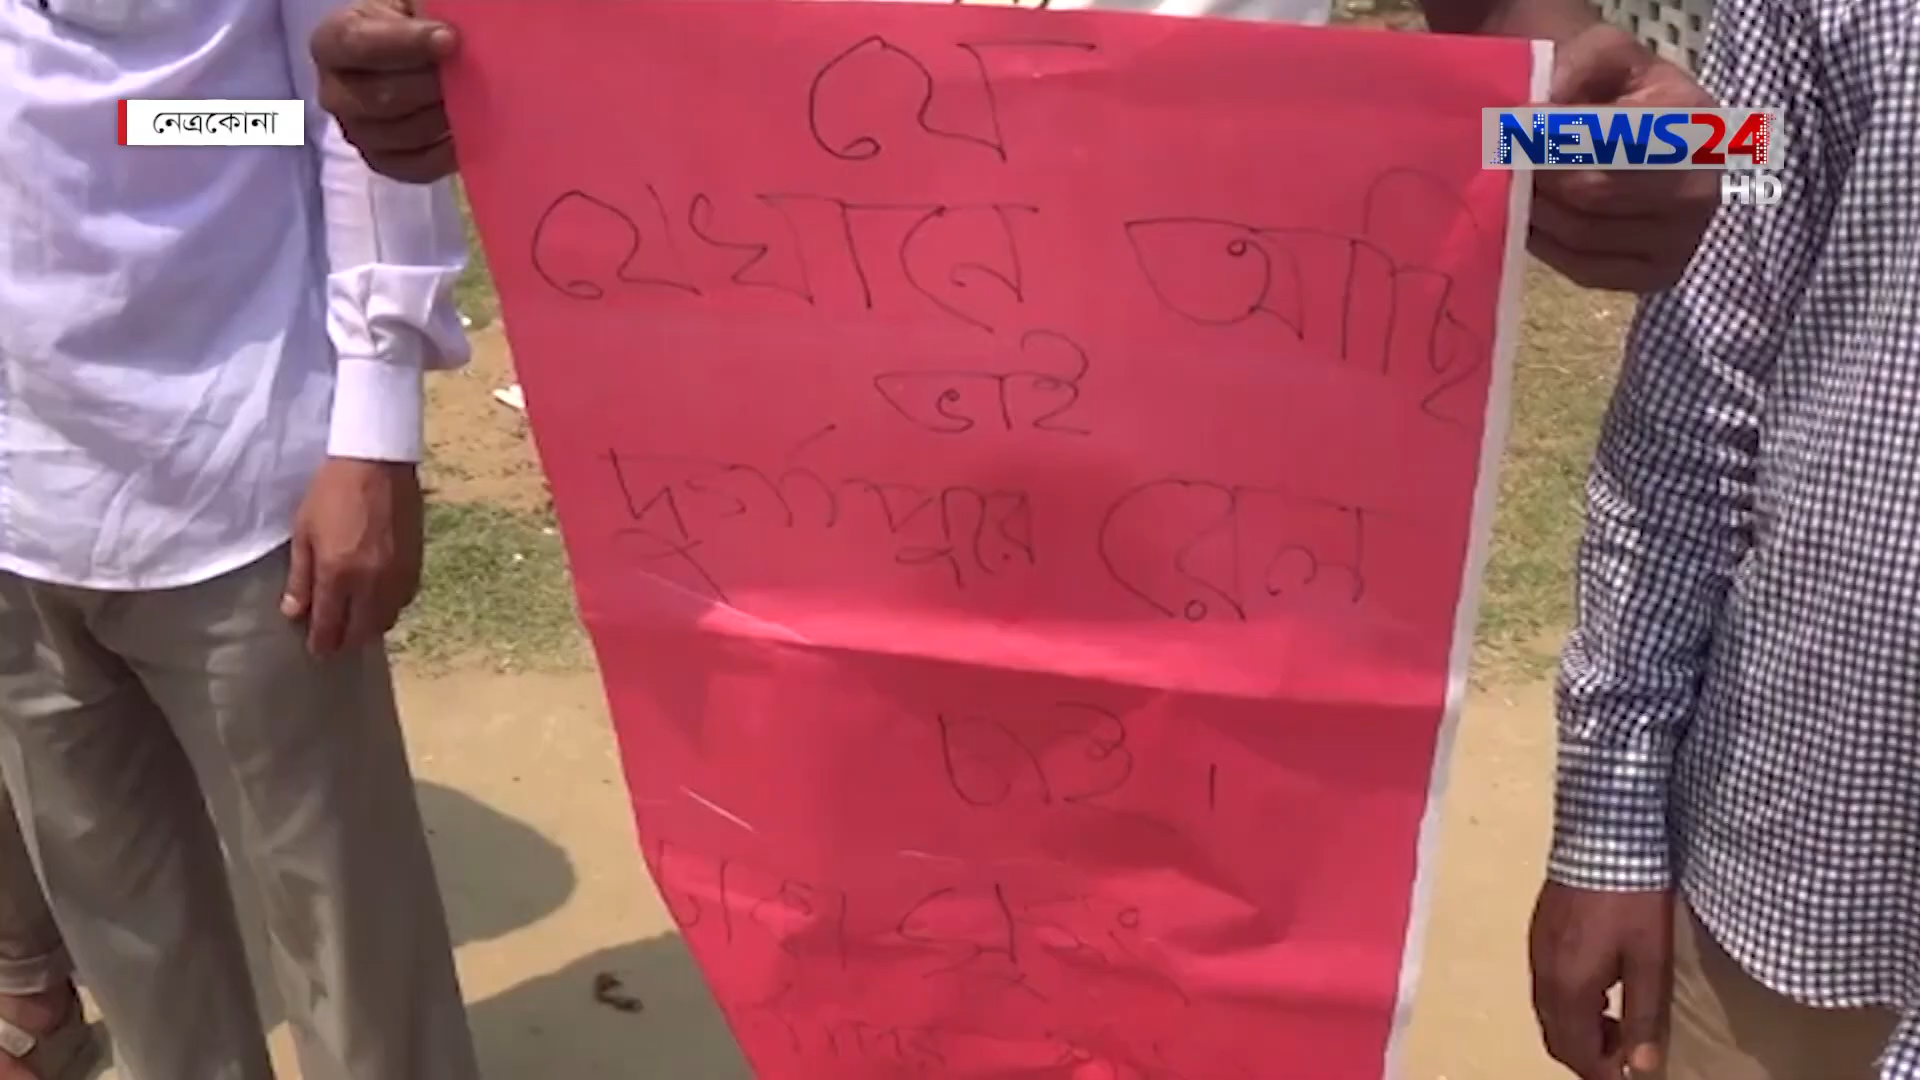 নেত্রকোনা
NEWS24
HD
যে
যেখানে আছি
ভাই
দুর্গাপুরে রেল
চাই।